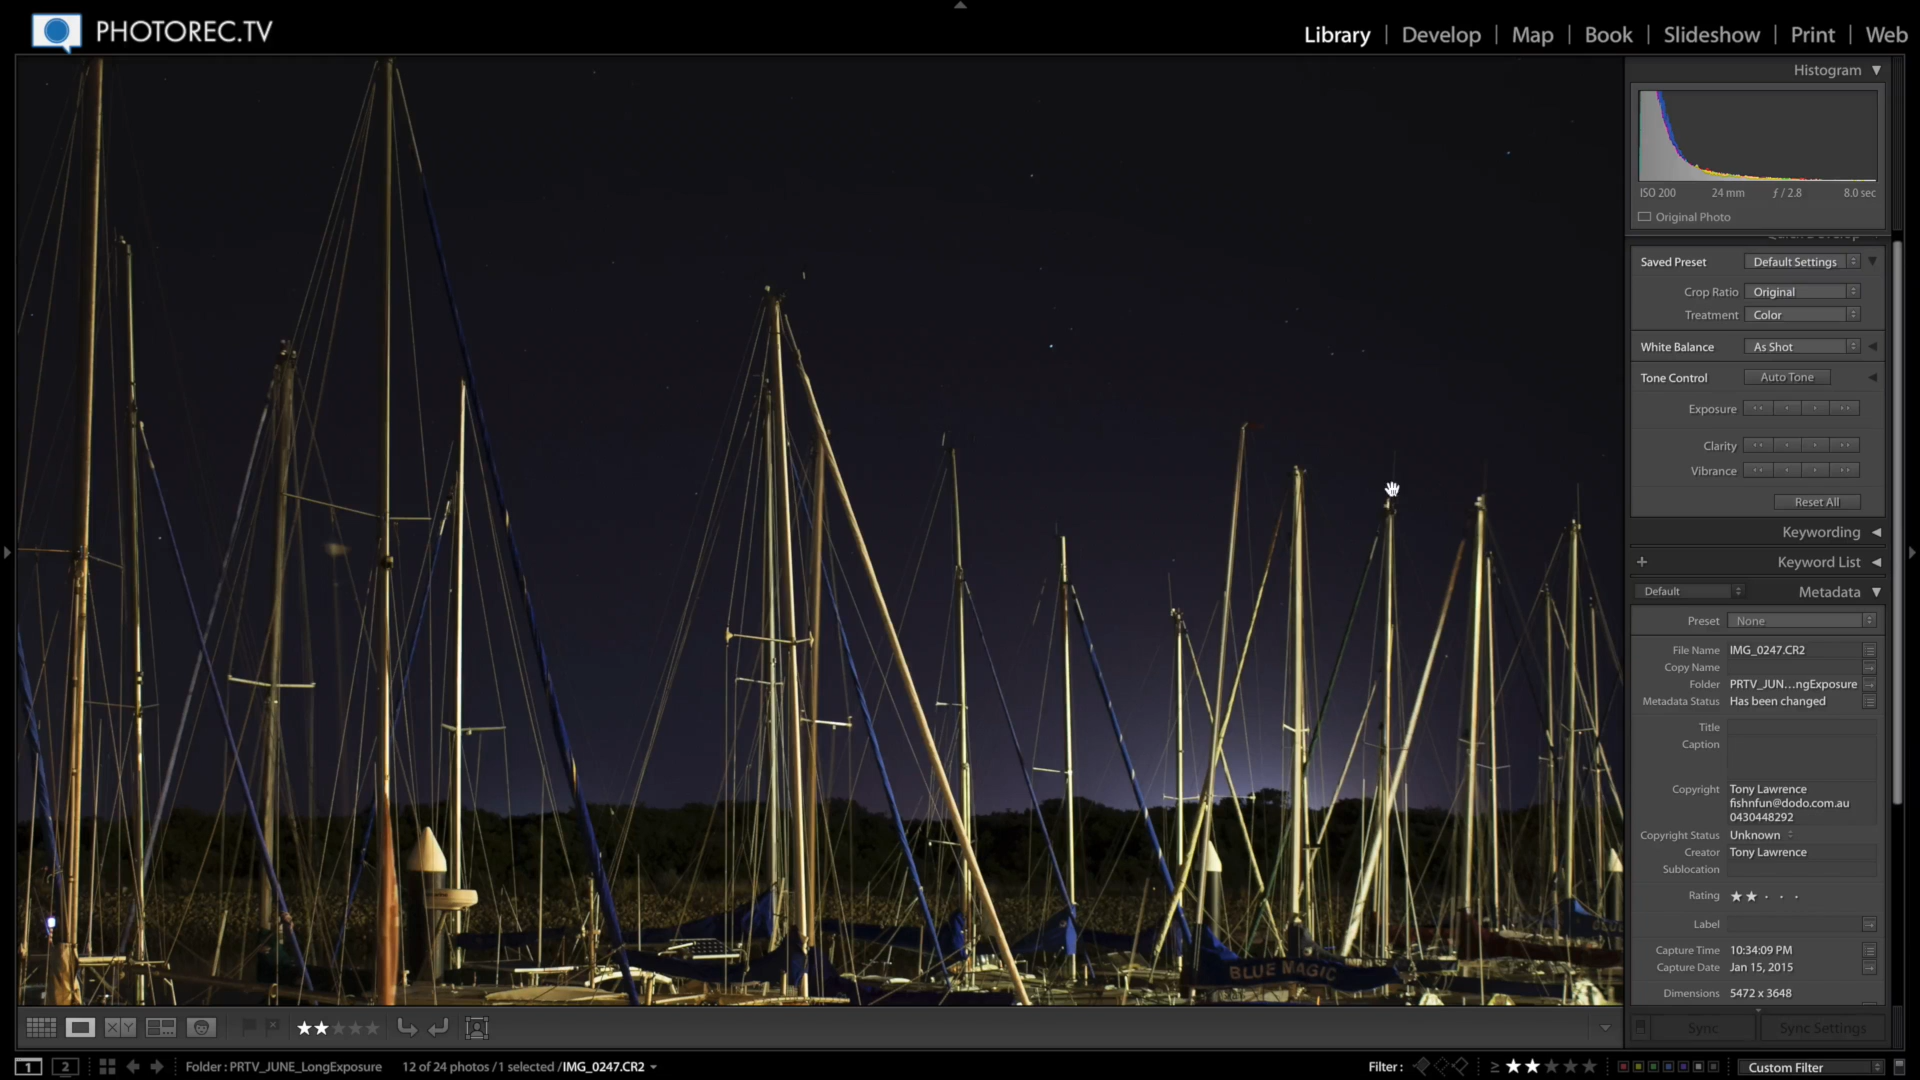 PHOTOREC.TV
Library | Develop | Map | Book | Slideshow | Print | Web
Histogram
ISO 200 24 mm ƒ / 2.8 8.0 sec
Original Photo
Saved Preset Default Settings
Crop Ratio Original
Treatment Color
White Balance As Shot
Tone Control Auto Tone
Exposure
Clarity
Vibrance
Reset All
Keywording
+ Keyword List
Default Metadata
Preset None
File Name IMG_0247.CR2
Copy Name
Folder PRTV_JUN...ngExposure
Metadata Status Has been changed
Title
Caption
Copyright Tony Lawrence
fishnfun@dodo.com.au
0430448292
Copyright Status Unknown
Creator Tony Lawrence
Sublocation
Rating ★★ · · ·
Label
Capture Time 10:34:09 PM
Capture Date Jan 15, 2015
Dimensions 5472 x 3648
BLUE MAGIC
X Y
Sync Sync Settings
1 2 Folder : PRTV_JUNE_LongExposure 12 of 24 photos / 1 selected / IMG_0247.CR2 Filter : ≥ ★★★★★ Custom Filter